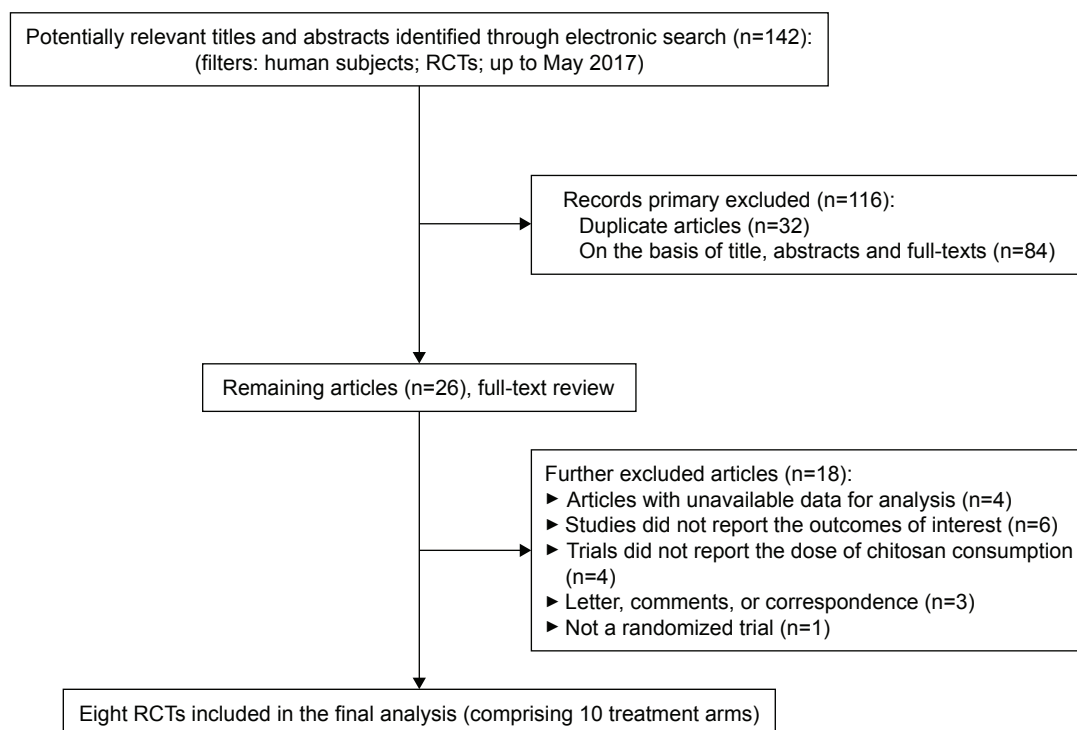 Potentially relevant titles and abstracts identified through electronic search (n=142):
(filters: human subjects; RCTs; up to May 2017)
Records primary excluded (n=116):
Duplicate articles (n=32)
On the basis of title, abstracts and full-texts (n=84)
Remaining articles (n=26), full-text review
Further excluded articles (n=18):
► Articles with unavailable data for analysis (n=4)
► Studies did not report the outcomes of interest (n=6)
► Trials did not report the dose of chitosan consumption
(n=4)
► Letter, comments, or correspondence (n=3)
► Not a randomized trial (n=1)
Eight RCTs included in the final analysis (comprising 10 treatment arms)